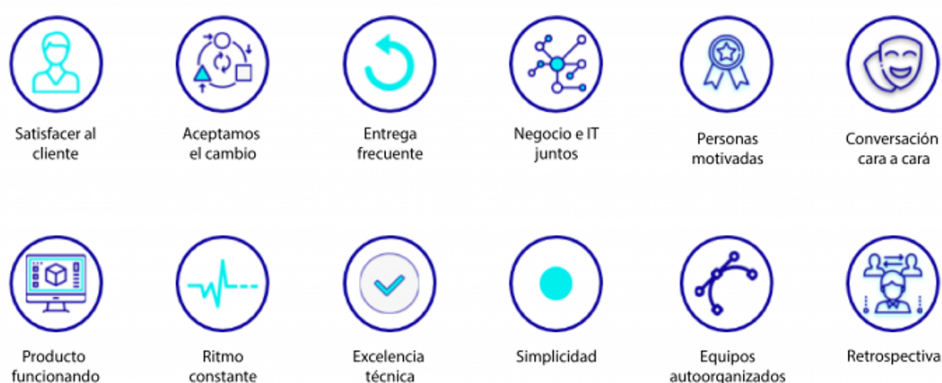 Satisfacer al
cliente
Aceptamos
el cambio
Entrega
frecuente
Negocio e IT
juntos
Personas
motivadas
Conversación
cara a cara
Producto
funcionando
Ritmo
constante
Excelencia
técnica
Simplicidad
Equipos
autoorganizados
Retrospectiva